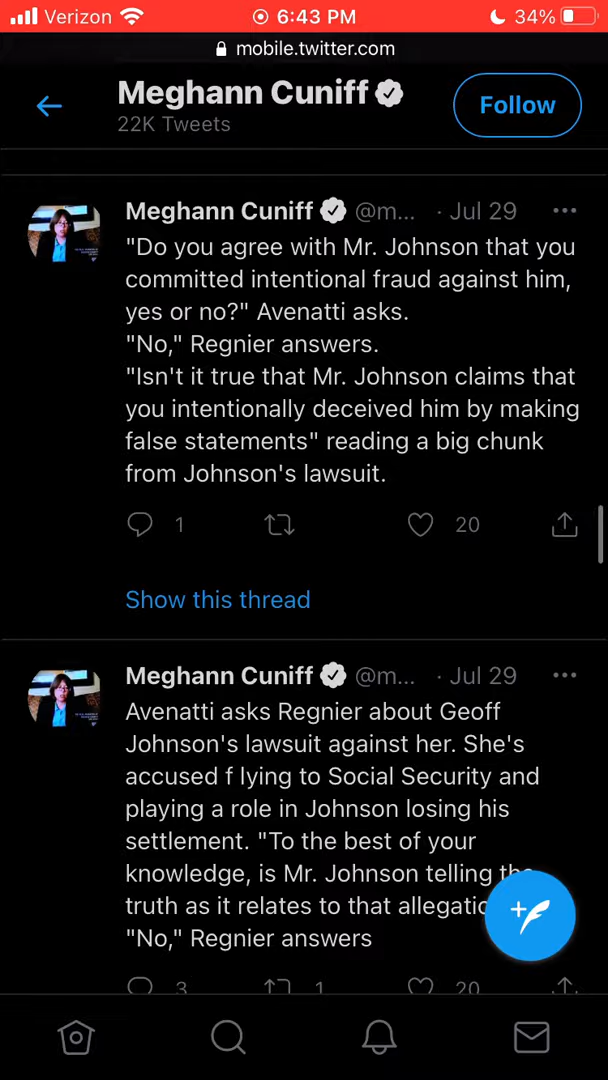 Verizon 6:43 PM 34%
mobile.twitter.com
Meghann Cuniff
22K Tweets
Follow
Meghann Cuniff @m... · Jul 29
"Do you agree with Mr. Johnson that you
committed intentional fraud against him,
yes or no?" Avenatti asks.
"No," Regnier answers.
"Isn't it true that Mr. Johnson claims that
you intentionally deceived him by making
false statements" reading a big chunk
from Johnson's lawsuit.
1 20
Show this thread
Meghann Cuniff @m... · Jul 29
Avenatti asks Regnier about Geoff
Johnson's lawsuit against her. She's
accused f lying to Social Security and
playing a role in Johnson losing his
settlement. "To the best of your
knowledge, is Mr. Johnson telling the
truth as it relates to that allegatio
"No," Regnier answers
3 1 20